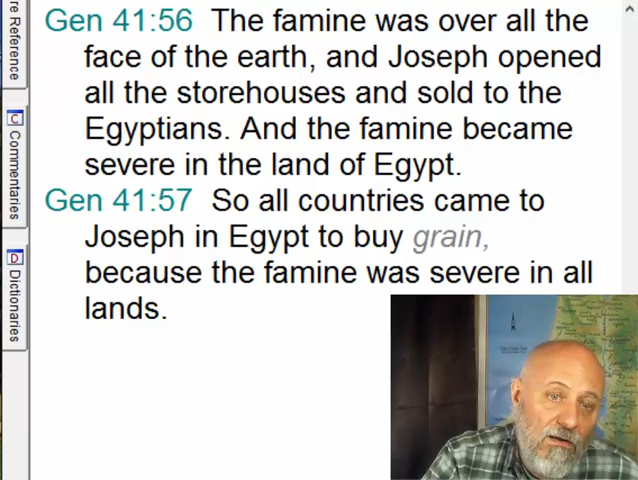 re Reference
Commentaries
Dictionaries
Gen 41:56 The famine was over all the
face of the earth, and Joseph opened
all the storehouses and sold to the
Egyptians. And the famine became
severe in the land of Egypt.
Gen 41:57 So all countries came to
Joseph in Egypt to buy grain,
because the famine was severe in all
lands.